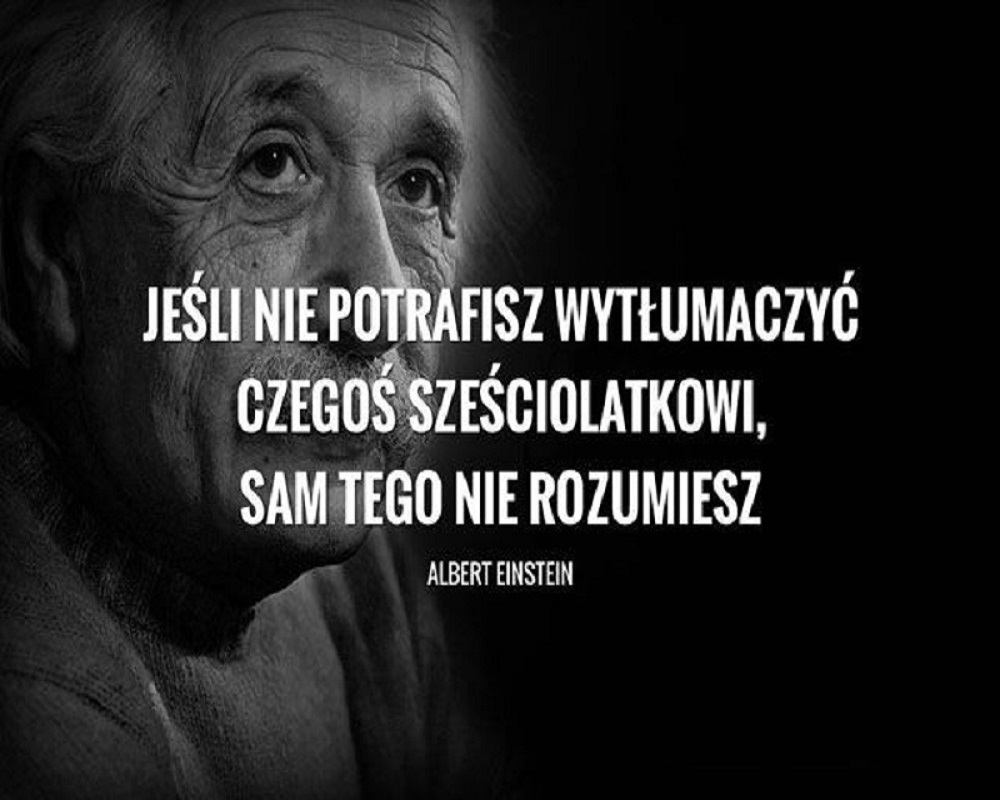 JEŚLI NIE POTRAFISZ WYTŁUMACZYĆ
CZEGOŚ SZEŚCIOLATKOWI,
SAM TEGO NIE ROZUMIESZ
ALBERT EINSTEIN